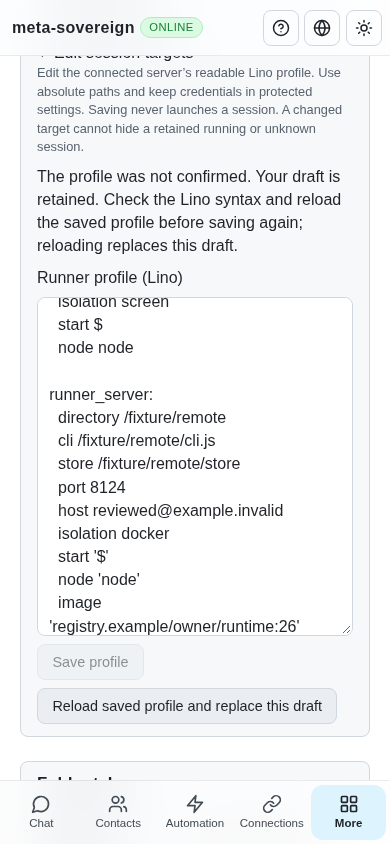 meta-sovereign ONLINE
Edit session targets
Edit the connected server's readable Lino profile. Use
absolute paths and keep credentials in protected
settings. Saving never launches a session. A changed
target cannot hide a retained running or unknown
session.
The profile was not confirmed. Your draft is
retained. Check the Lino syntax and reload
the saved profile before saving again;
reloading replaces this draft.
Runner profile (Lino)
isolation screen
start $
node node
runner_server:
directory /fixture/remote
cli /fixture/remote/cli.js
store /fixture/remote/store
port 8124
host reviewed@example.invalid
isolation docker
start '$'
node 'node'
image
'registry.example/owner/runtime:26'
Save profile
Reload saved profile and replace this draft
Chat Contacts Automation Connections More